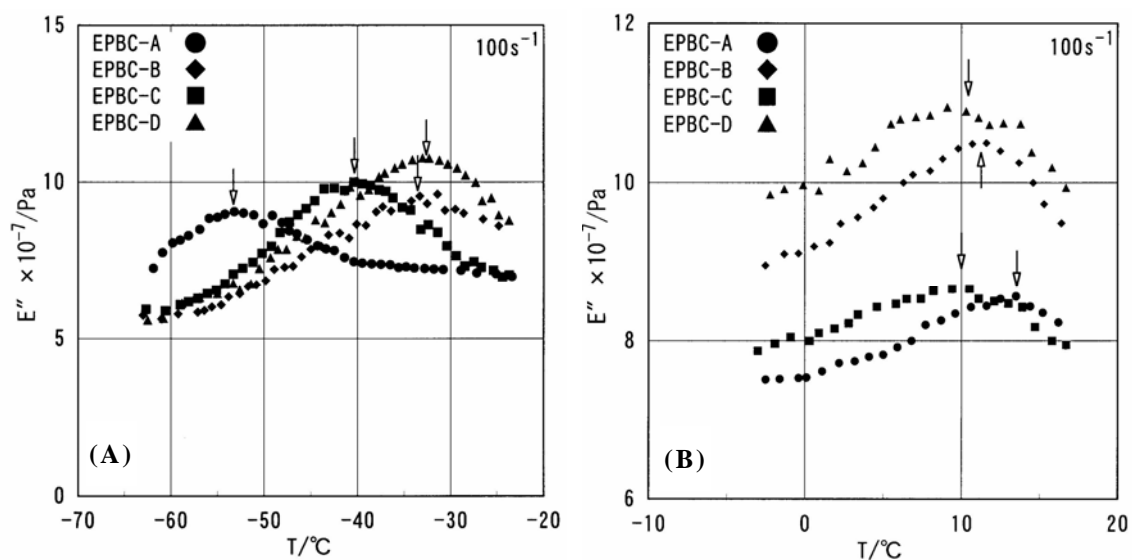 15
EPBC-A ●
EPBC-B ◆
EPBC-C ■
EPBC-D ▲
100s⁻¹
10
5
0
E″ ×10⁻⁷/Pa
(A)
-70 -60 -50 -40 -30 -20
T/℃
12
EPBC-A ●
EPBC-B ◆
EPBC-C ■
EPBC-D ▲
100s⁻¹
10
8
6
E″ ×10⁻⁷/Pa
(B)
-10 0 10 20
T/℃